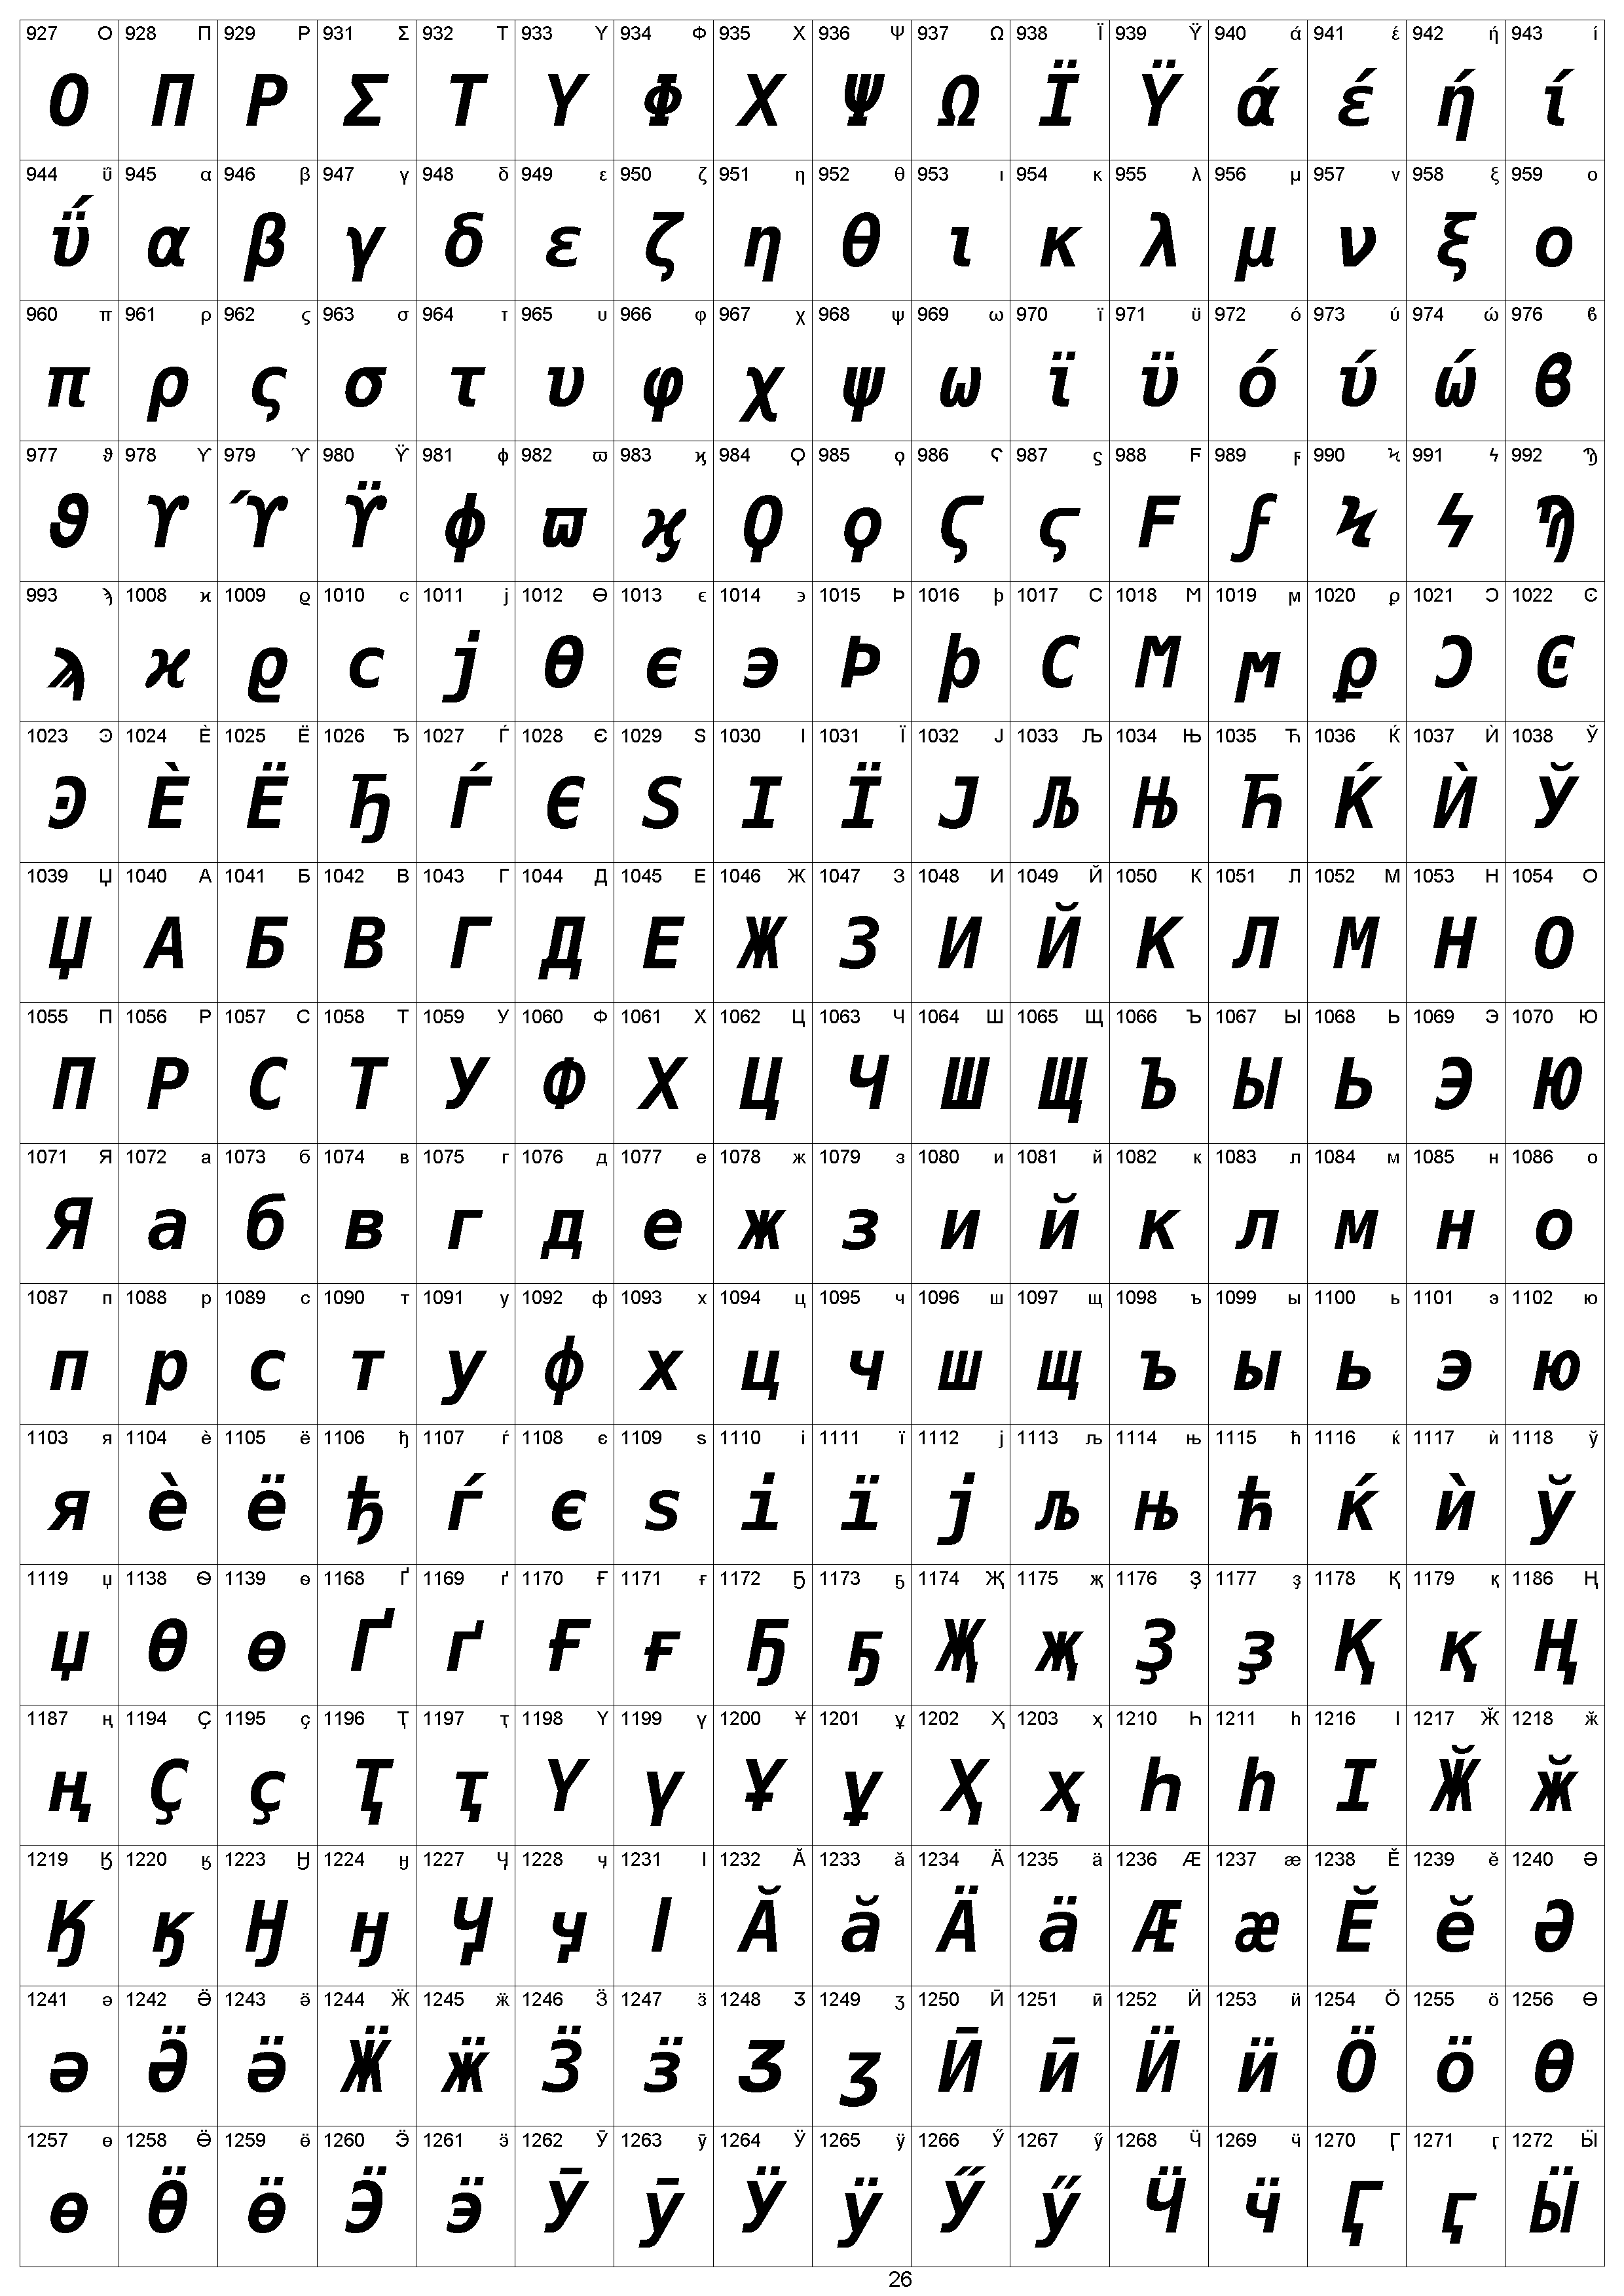 927 Ο 928 Π 929 Ρ 931 Σ 932 Τ 933 Υ 934 Φ 935 Χ 936 Ψ 937 Ω 938 Ϊ 939 Ϋ 940 ά 941 έ 942 ή 943 ί
Ο Π Ρ Σ Τ Υ Φ Χ Ψ Ω Ϊ Ϋ ά έ ή ί
944 ΰ 945 α 946 β 947 γ 948 δ 949 ε 950 ζ 951 η 952 θ 953 ι 954 κ 955 λ 956 μ 957 ν 958 ξ 959 ο
ΰ α β γ δ ε ζ η θ ι κ λ μ ν ξ ο
960 π 961 ρ 962 ς 963 σ 964 τ 965 υ 966 φ 967 χ 968 ψ 969 ω 970 ϊ 971 ϋ 972 ό 973 ύ 974 ώ 976 ϐ
π ρ ς σ τ υ φ χ ψ ω ϊ ϋ ό ύ ώ ϐ
977 ϑ 978 ϒ 979 ϓ 980 ϔ 981 ϕ 982 ϖ 983 ϗ 984 Ϙ 985 ϙ 986 Ϛ 987 ϛ 988 Ϝ 989 ϝ 990 Ϟ 991 ϟ 992 Ϡ
ϑ ϒ ϓ ϔ ϕ ϖ ϗ Ϙ ϙ Ϛ ϛ Ϝ ϝ Ϟ ϟ Ϡ
993 ϡ 1008 ϰ 1009 ϱ 1010 ϲ 1011 ϳ 1012 ϴ 1013 ϵ 1014 ϶ 1015 Ϸ 1016 ϸ 1017 Ϲ 1018 Ϻ 1019 ϻ 1020 ϼ 1021 Ͻ 1022 Ͼ
ϡ ϰ ϱ ϲ ϳ ϴ ϵ ϶ Ϸ ϸ Ϲ Ϻ ϻ ϼ Ͻ Ͼ
1023 Ͽ 1024 Ѐ 1025 Ё 1026 Ђ 1027 Ѓ 1028 Є 1029 Ѕ 1030 І 1031 Ї 1032 Ј 1033 Љ 1034 Њ 1035 Ћ 1036 Ќ 1037 Ѝ 1038 Ў
Ͽ Ѐ Ё Ђ Ѓ Є Ѕ І Ї Ј Љ Њ Ћ Ќ Ѝ Ў
1039 Џ 1040 А 1041 Б 1042 В 1043 Г 1044 Д 1045 Е 1046 Ж 1047 З 1048 И 1049 Й 1050 К 1051 Л 1052 М 1053 Н 1054 О
Џ А Б В Г Д Е Ж З И Й К Л М Н О
1055 П 1056 Р 1057 С 1058 Т 1059 У 1060 Ф 1061 Х 1062 Ц 1063 Ч 1064 Ш 1065 Щ 1066 Ъ 1067 Ы 1068 Ь 1069 Э 1070 Ю
П Р С Т У Ф Х Ц Ч Ш Щ Ъ Ы Ь Э Ю
1071 Я 1072 а 1073 б 1074 в 1075 г 1076 д 1077 е 1078 ж 1079 з 1080 и 1081 й 1082 к 1083 л 1084 м 1085 н 1086 о
Я а б в г д е ж з и й к л м н о
1087 п 1088 р 1089 с 1090 т 1091 у 1092 ф 1093 х 1094 ц 1095 ч 1096 ш 1097 щ 1098 ъ 1099 ы 1100 ь 1101 э 1102 ю
п р с т у ф х ц ч ш щ ъ ы ь э ю
1103 я 1104 ѐ 1105 ё 1106 ђ 1107 ѓ 1108 є 1109 ѕ 1110 і 1111 ї 1112 ј 1113 љ 1114 њ 1115 ћ 1116 ќ 1117 ѝ 1118 ў
я ѐ ё ђ ѓ є ѕ і ї ј љ њ ћ ќ ѝ ў
1119 џ 1138 Ѳ 1139 ѳ 1168 Ґ 1169 ґ 1170 Ғ 1171 ғ 1172 Ҕ 1173 ҕ 1174 Җ 1175 җ 1176 Ҙ 1177 ҙ 1178 Қ 1179 қ 1186 Ң
џ Ѳ ѳ Ґ ґ Ғ ғ Ҕ ҕ Җ җ Ҙ ҙ Қ қ Ң
1187 ң 1194 Ҫ 1195 ҫ 1196 Ҭ 1197 ҭ 1198 Ү 1199 ү 1200 Ұ 1201 ұ 1202 Ҳ 1203 ҳ 1210 Һ 1211 һ 1216 Ӏ 1217 Ӂ 1218 ӂ
ң Ҫ ҫ Ҭ ҭ Ү ү Ұ ұ Ҳ ҳ Һ һ Ӏ Ӂ ӂ
1219 Ӄ 1220 ӄ 1223 Ӈ 1224 ӈ 1227 Ӌ 1228 ӌ 1231 ӏ 1232 Ӑ 1233 ӑ 1234 Ӓ 1235 ӓ 1236 Ӕ 1237 ӕ 1238 Ӗ 1239 ӗ 1240 Ә
Ӄ ӄ Ӈ ӈ Ӌ ӌ ӏ Ӑ ӑ Ӓ ӓ Ӕ ӕ Ӗ ӗ Ә
1241 ә 1242 Ӛ 1243 ӛ 1244 Ӝ 1245 ӝ 1246 Ӟ 1247 ӟ 1248 Ӡ 1249 ӡ 1250 Ӣ 1251 ӣ 1252 Ӥ 1253 ӥ 1254 Ӧ 1255 ӧ 1256 Ө
ә Ӛ ӛ Ӝ ӝ Ӟ ӟ Ӡ ӡ Ӣ ӣ Ӥ ӥ Ӧ ӧ Ө
1257 ө 1258 Ӫ 1259 ӫ 1260 Ӭ 1261 ӭ 1262 Ӯ 1263 ӯ 1264 Ӱ 1265 ӱ 1266 Ӳ 1267 ӳ 1268 Ӵ 1269 ӵ 1270 Ӷ 1271 ӷ 1272 Ӹ
ө Ӫ ӫ Ӭ ӭ Ӯ ӯ Ӱ ӱ Ӳ ӳ Ӵ ӵ Ӷ ӷ Ӹ
26